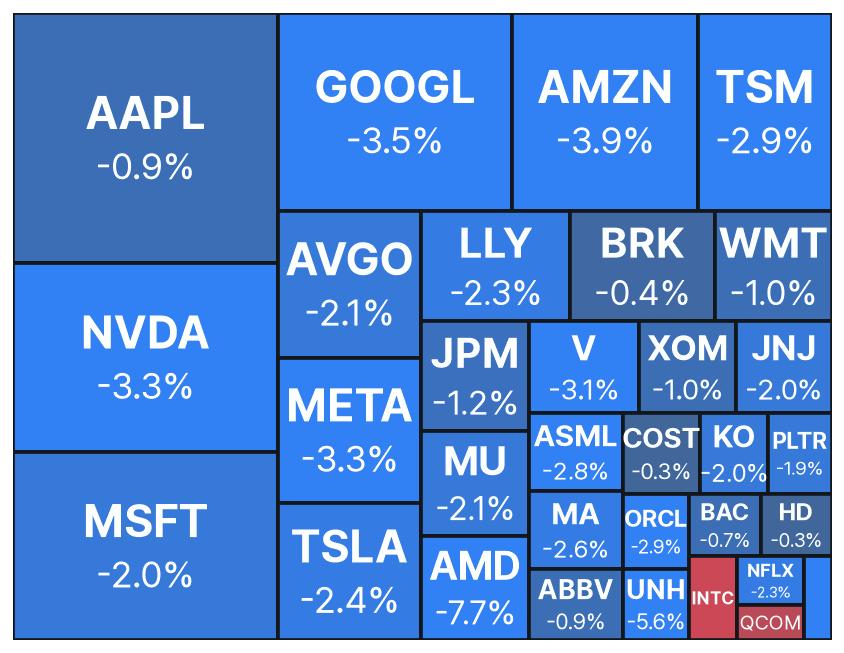 AAPL
-0.9%
GOOGL
-3.5%
AMZN
-3.9%
TSM
-2.9%
NVDA
-3.3%
MSFT
-2.0%
AVGO
-2.1%
META
-3.3%
TSLA
-2.4%
LLY
-2.3%
BRK
-0.4%
WMT
-1.0%
JPM
-1.2%
MU
-2.1%
AMD
-7.7%
V
-3.1%
XOM
-1.0%
JNJ
-2.0%
ASML
-2.8%
COST
-0.3%
KO
-2.0%
PLTR
-1.9%
MA
-2.6%
ORCL
-2.9%
BAC
-0.7%
HD
-0.3%
ABBV
-0.9%
UNH
-5.6%
INTC
NFLX
-2.3%
QCOM